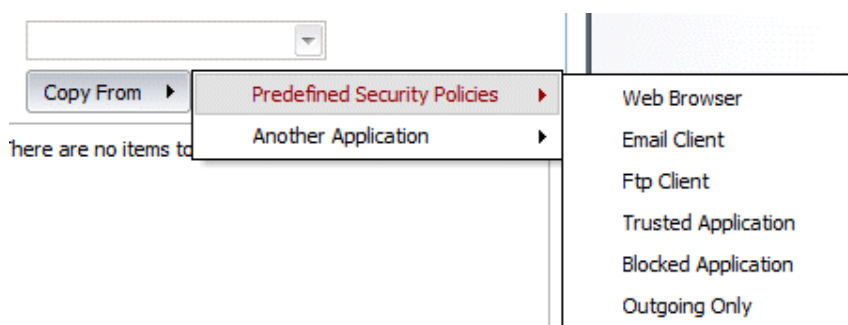 Copy From
Predefined Security Policies
Another Application
here are no items to
Web Browser
Email Client
Ftp Client
Trusted Application
Blocked Application
Outgoing Only